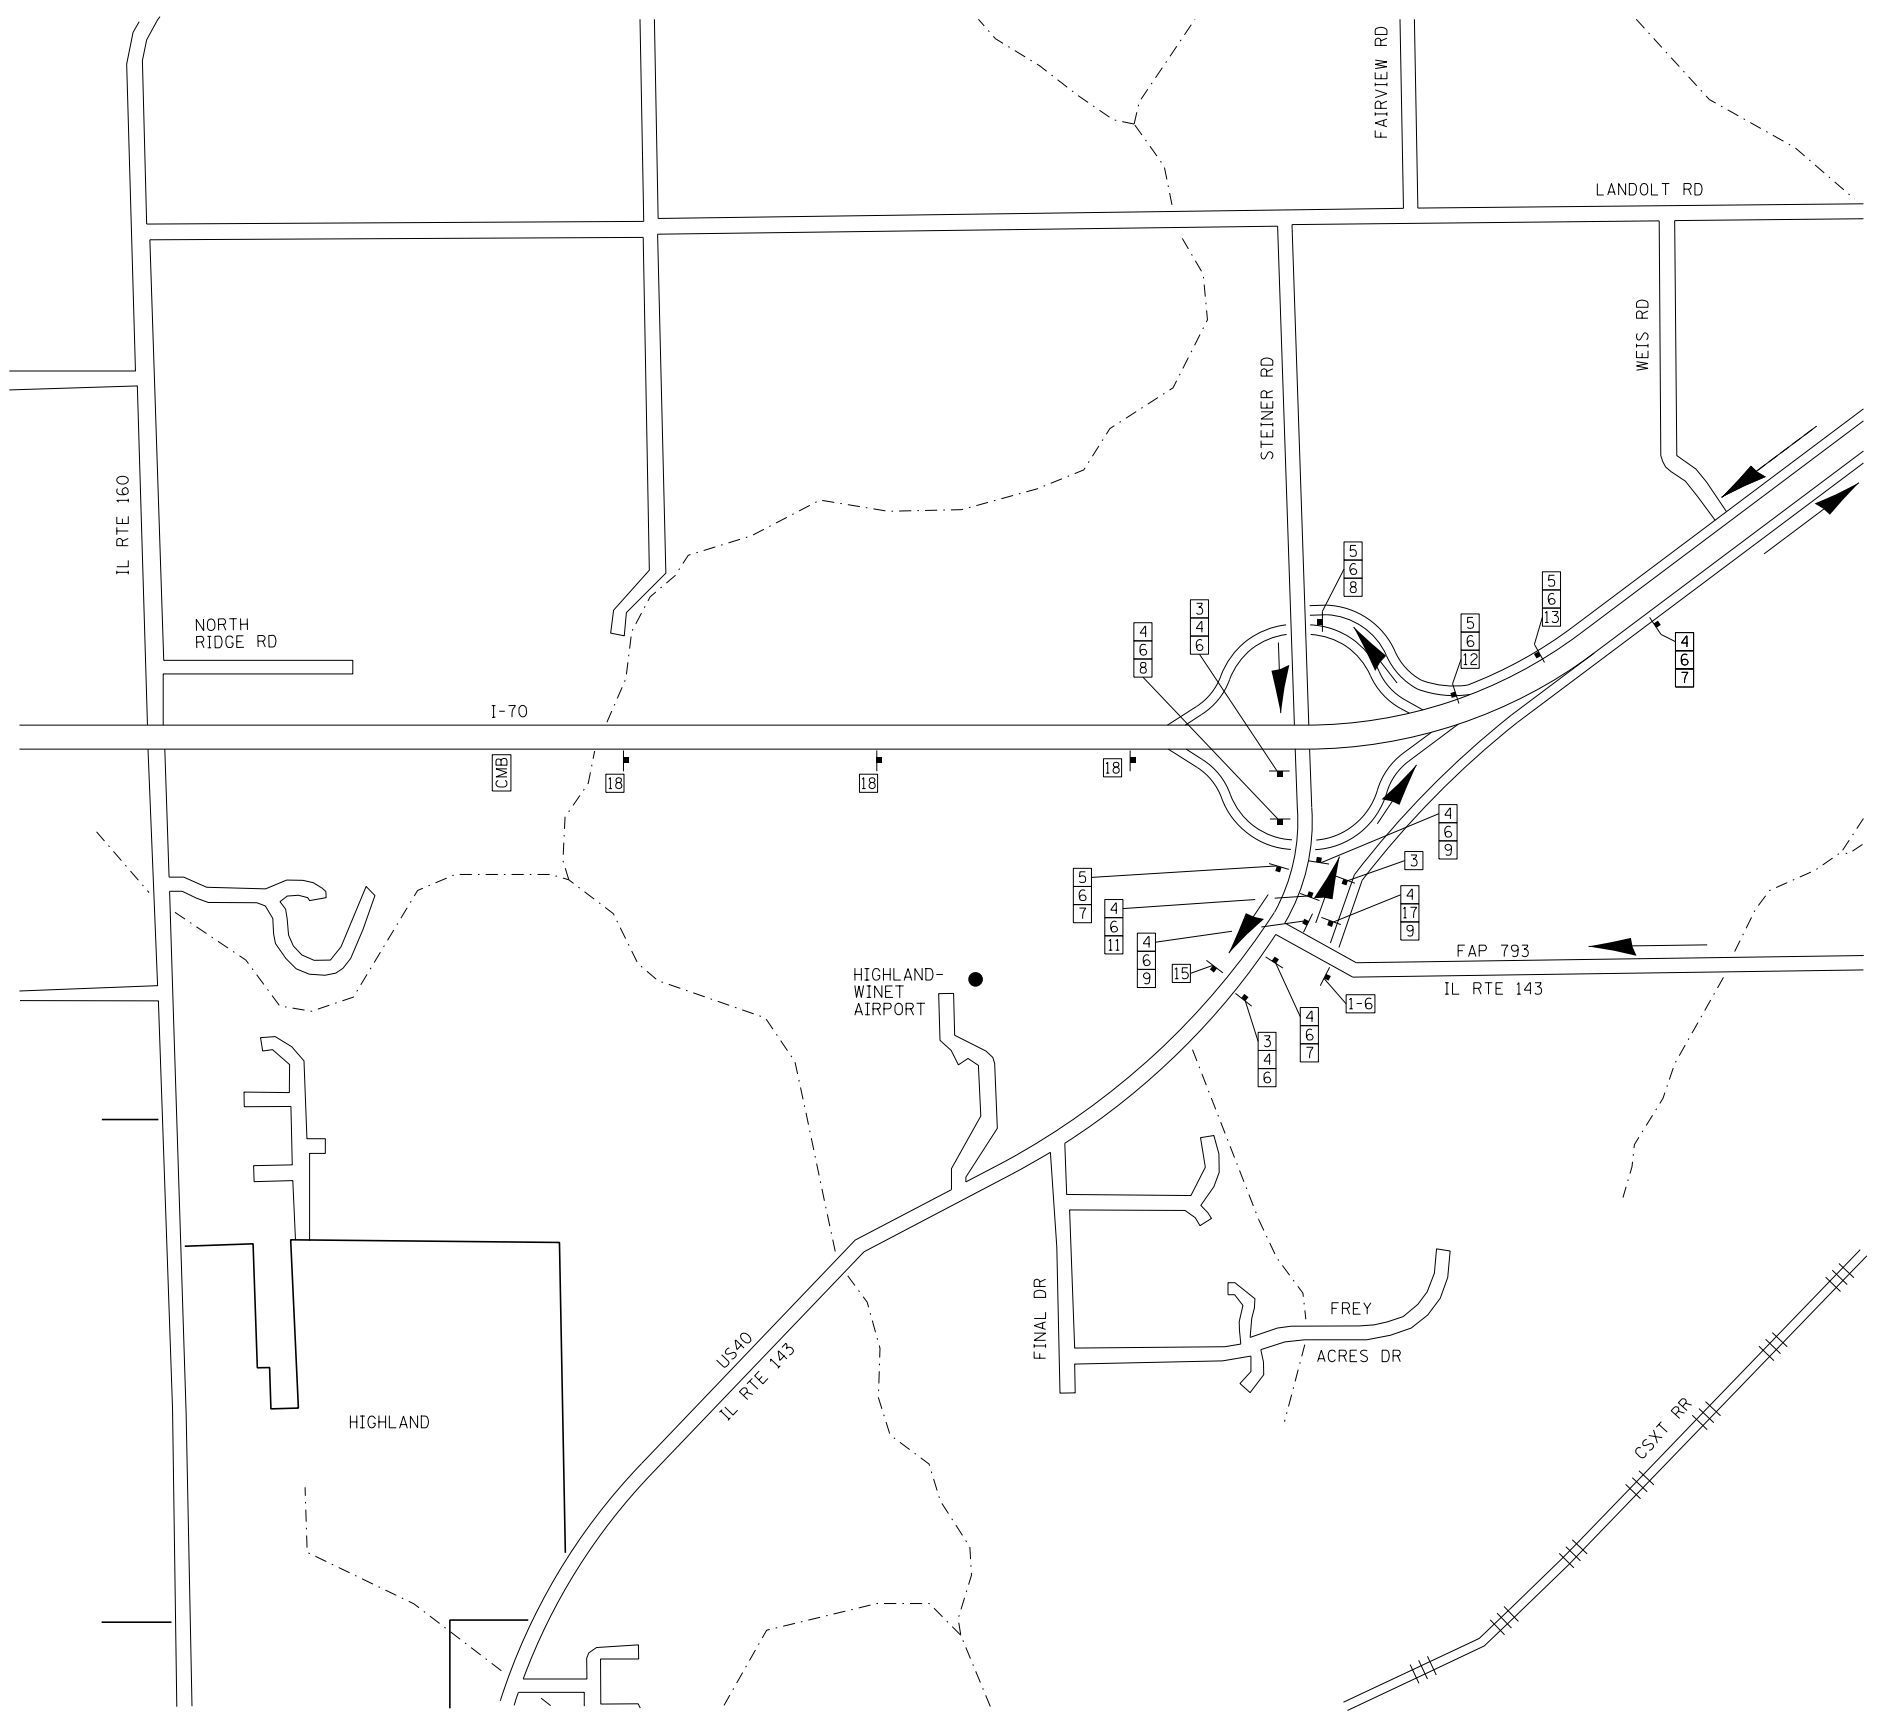 FAIRVIEW RD
LANDOLT RD
WEIS RD
STEINER RD
IL RTE 160
5
6
8
5
6
13
3
4
6
4
6
8
5
6
12
NORTH
RIDGE RD
4
6
7
I-70
CMB
18
18
18
4
6
9
3
5
6
7
4
17
9
4
6
11
4
6
9
FAP 793
15
HIGHLAND-
WINET
AIRPORT
IL RTE 143
1-6
4
6
7
3
4
6
FINAL DR
FREY
ACRES DR
US40
IL RTE 143
HIGHLAND
CSXT RR